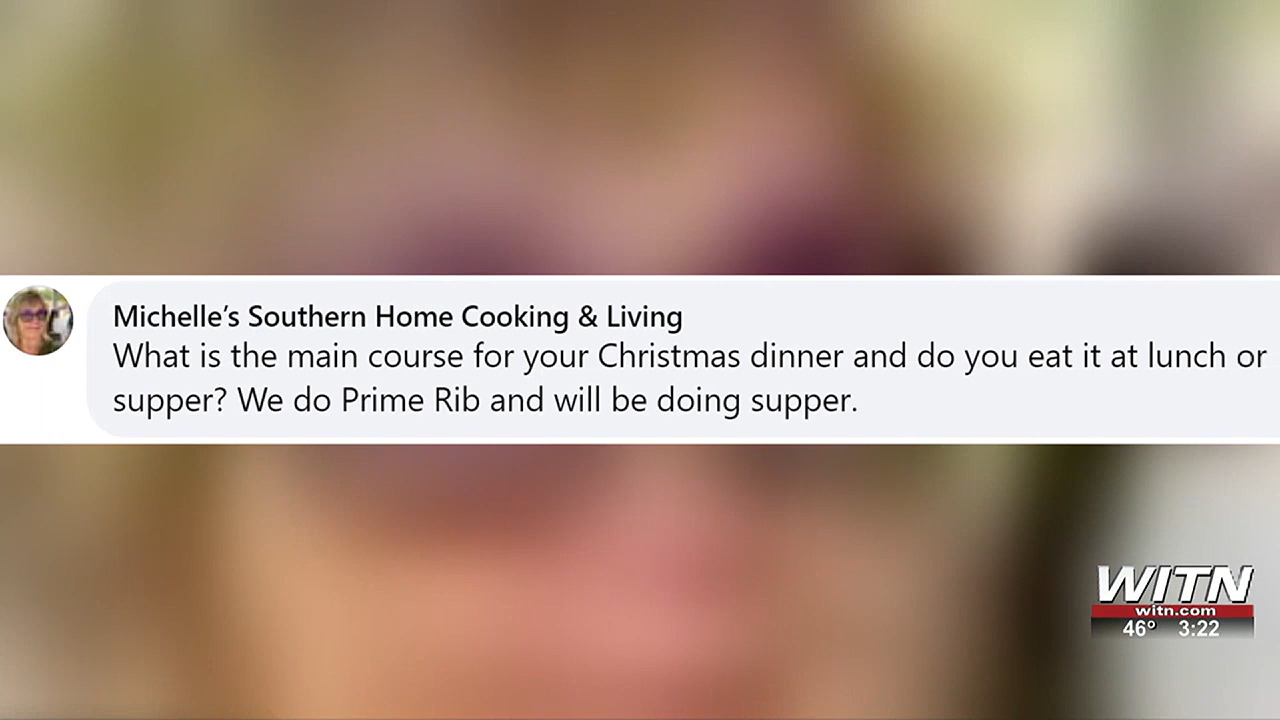 Michelle's Southern Home Cooking & Living
What is the main course for your Christmas dinner and do you eat it at lunch or
supper? We do Prime Rib and will be doing supper.
WITN
witn.com
46° 3:22